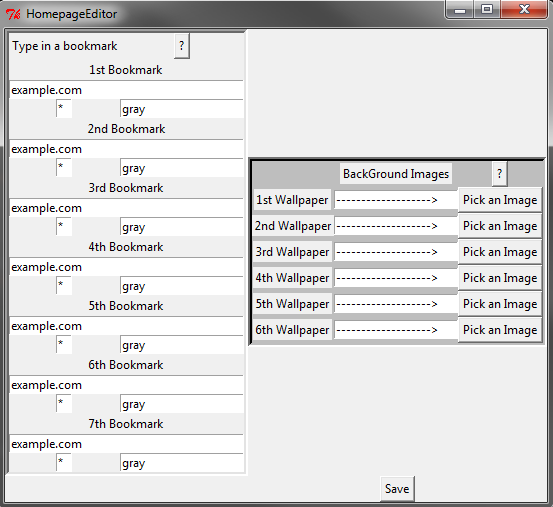 HomepageEditor
Type in a bookmark ?
1st Bookmark
example.com
* gray
2nd Bookmark
example.com
* gray
3rd Bookmark
example.com
* gray
4th Bookmark
example.com
* gray
5th Bookmark
example.com
* gray
6th Bookmark
example.com
* gray
7th Bookmark
example.com
* gray
BackGround Images ?
1st Wallpaper -------------------> Pick an Image
2nd Wallpaper -------------------> Pick an Image
3rd Wallpaper -------------------> Pick an Image
4th Wallpaper -------------------> Pick an Image
5th Wallpaper -------------------> Pick an Image
6th Wallpaper -------------------> Pick an Image
Save